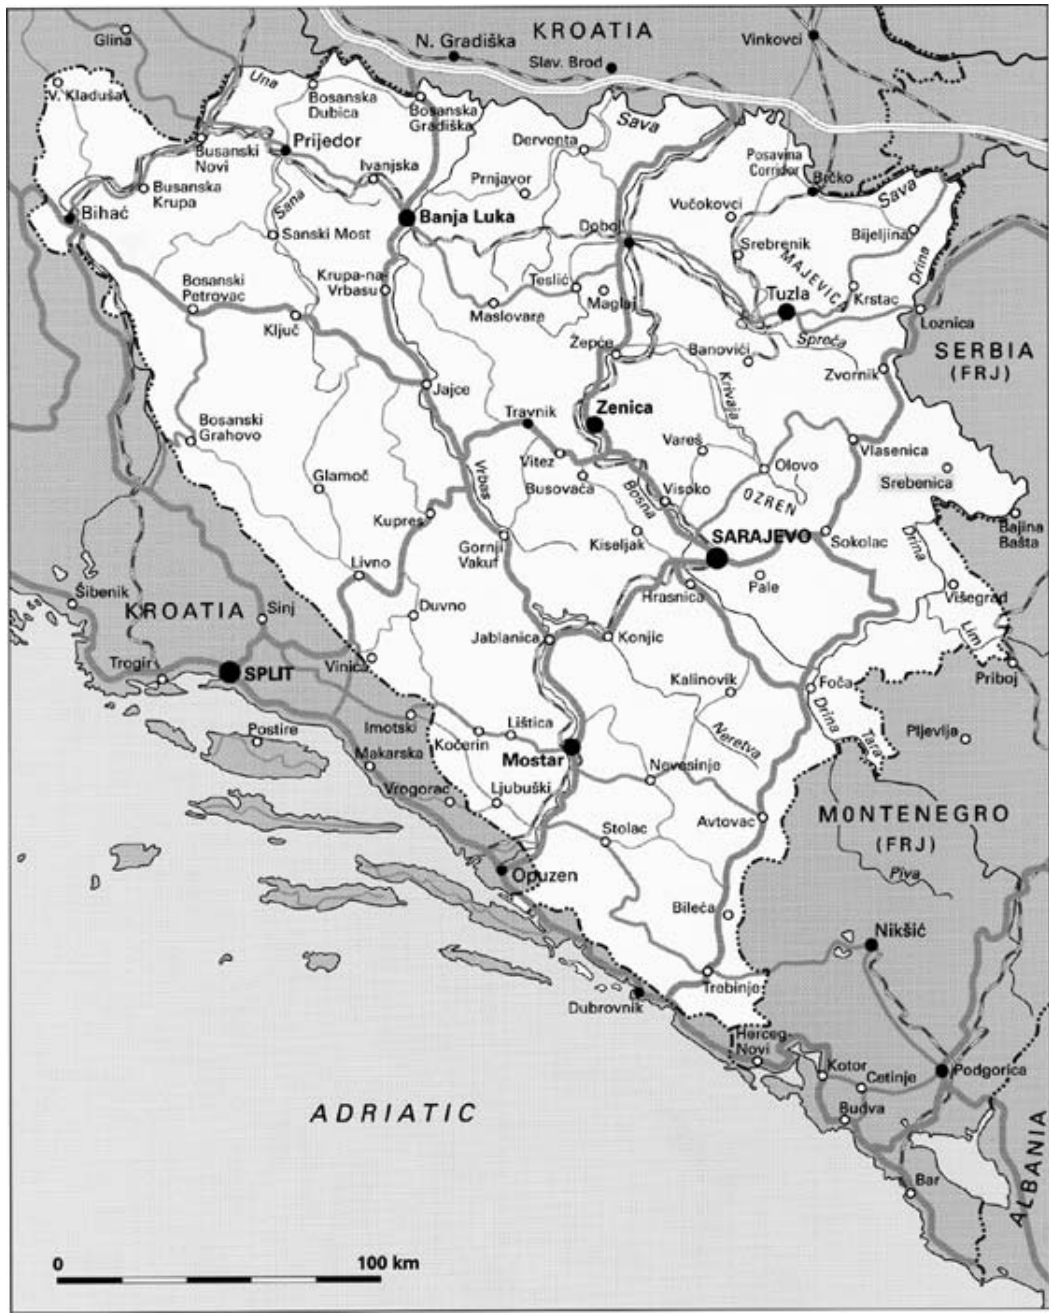 Glina
N. Gradiška
KROATIA
Vinkovci
Slav. Brod
V. Kladuša
Una
Bosanska
Dubica
Bosanska
Gradiška
Sava
Busanski
Novi
Prijedor
Ivanjska
Derventa
Prnjavor
Posavina
Corridor
Brčko
Sava
Busanska
Krupa
Sana
Bihać
Banja Luka
Vučokovci
Bijeljina
Sanski Most
Doboj
Srebrenik
MAJEVICA
Drina
Bosanski
Petrovac
Krupa-na-
Vrbasu
Teslić
Maglaj
Tuzla
Krstac
Ključ
Maslovare
Loznica
Spreča
Žepče
Banovići
SERBIA
(FRJ)
Zvornik
Jajce
Krivaja
Travnik
Zenica
Bosanski
Grahovo
Vareš
Vlasenica
Vitez
Olovo
Glamoč
Vrbas
Busovača
Bosna
Visoko
OZREN
Srebenica
Kupres
Gornji
Vakuf
Kiseljak
SARAJEVO
Sokolac
Drina
Bajina
Bašta
Livno
Hrasnica
Pale
Višegrad
Šibenik
KROATIA
Sinj
Duvno
Jablanica
Konjic
Lim
Trogir
SPLIT
Vinica
Kalinovik
Foča
Priboj
Drina
Postire
Imotski
Kočerin
Lištica
Neretva
Tara
Pljevlja
Makarska
Mostar
Nevesinje
Vrogorac
Ljubuški
Stolac
Avtovac
MONTENEGRO
(FRJ)
Opuzen
Piva
Bileća
Nikšić
Trebinje
Dubrovnik
Herceg-
Novi
Kotor
Cetinje
Podgorica
ADRIATIC
Budva
ALBANIA
Bar
0
100 km